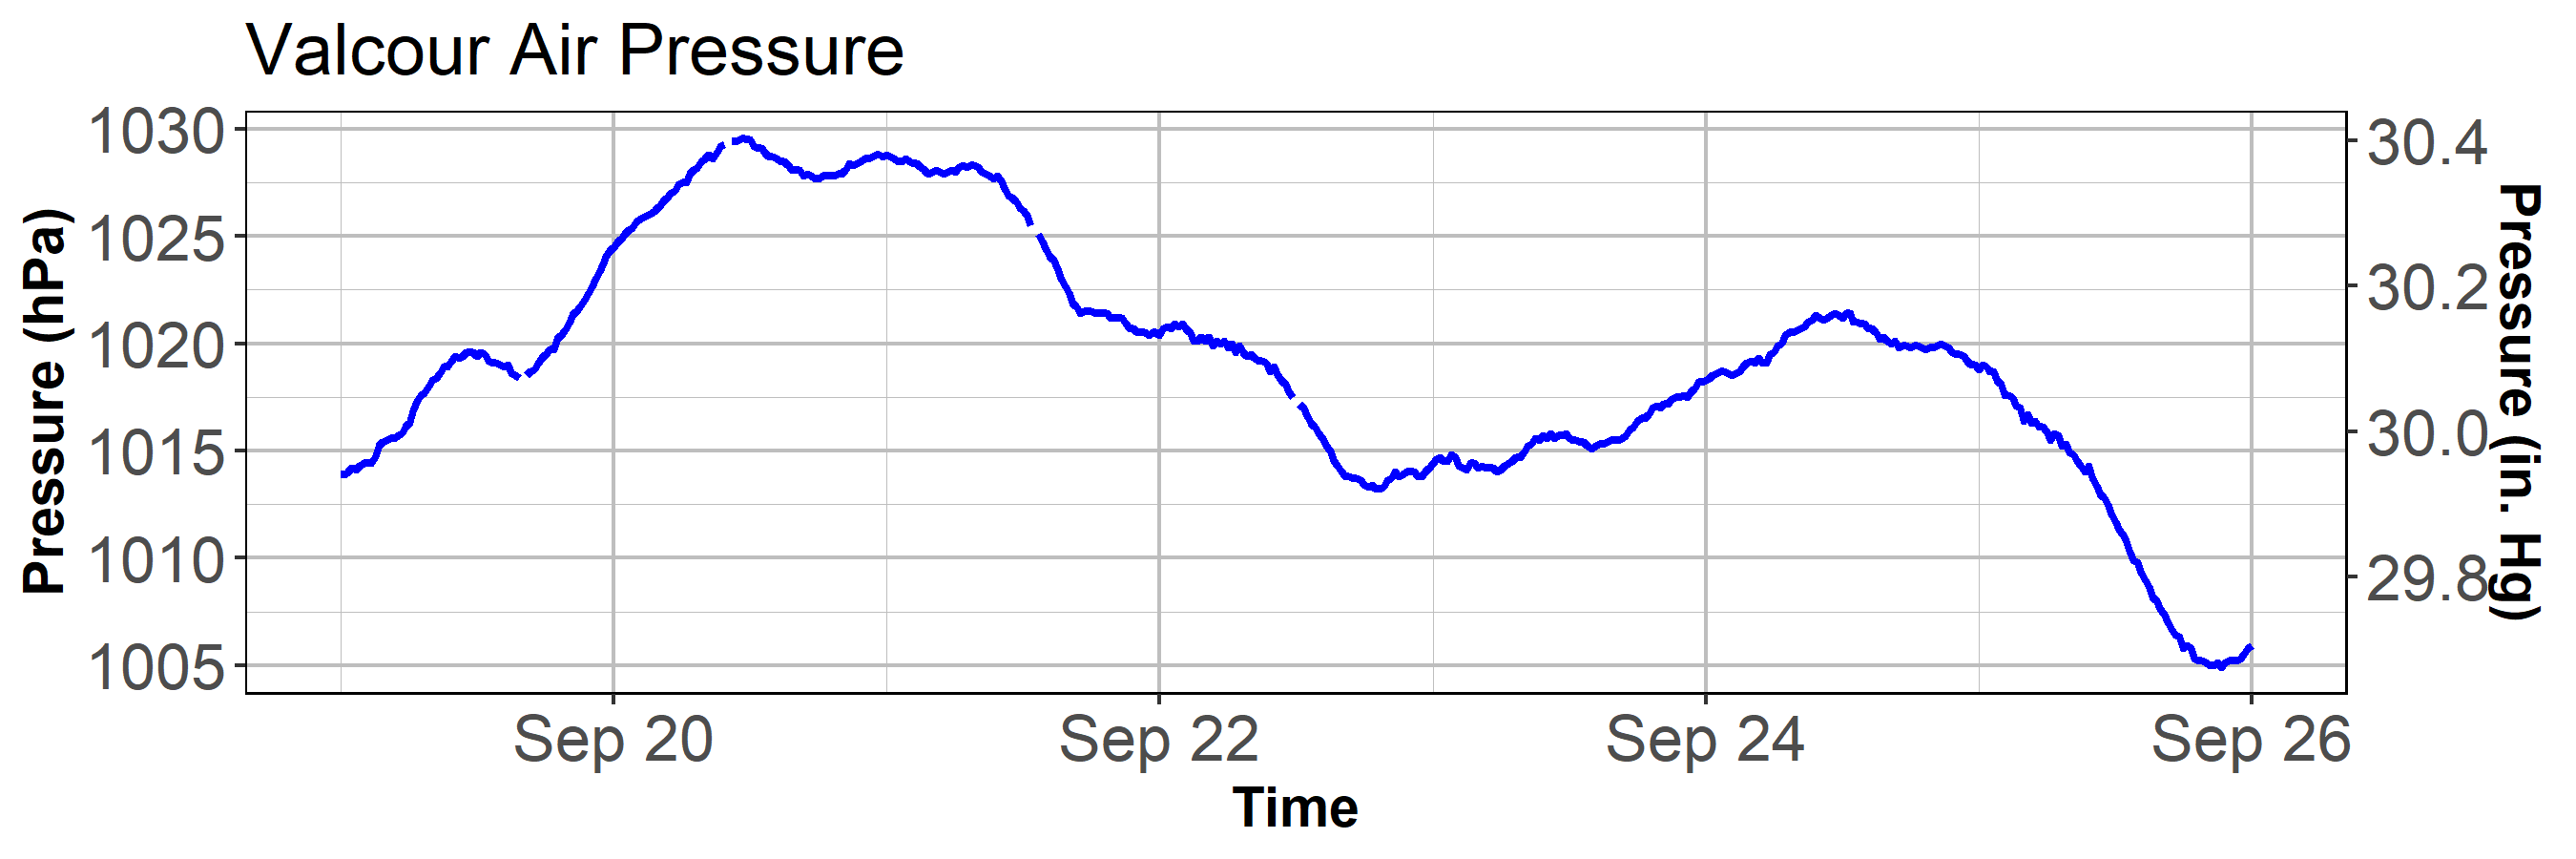 Valcour Air Pressure
Pressure (hPa)
1030
1025
1020
1015
1010
1005
30.4
30.2
30.0
29.8
Pressure (in. Hg)
Sep 20 Sep 22 Sep 24 Sep 26
Time